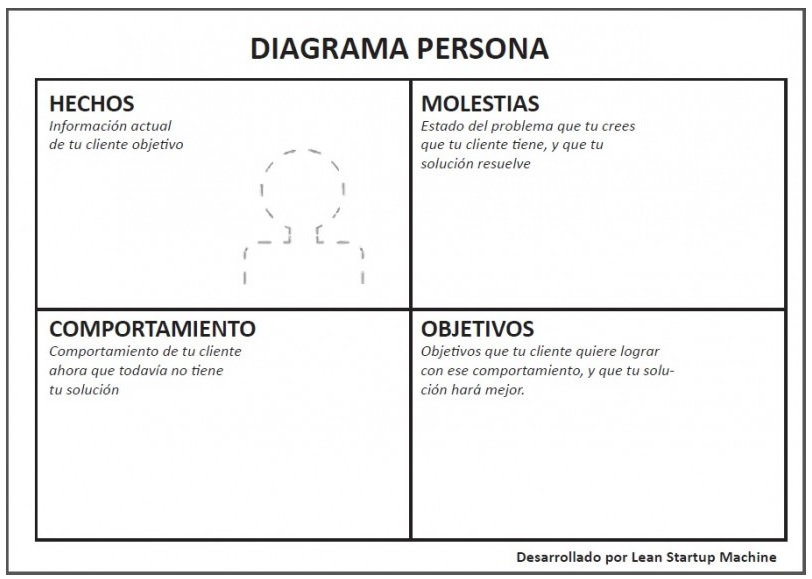 DIAGRAMA PERSONA
HECHOS
Información actual
de tu cliente objetivo
MOLESTIAS
Estado del problema que tu crees
que tu cliente tiene, y que tu
solución resuelve
COMPORTAMIENTO
Comportamiento de tu cliente
ahora que todavía no tiene
tu solución
OBJETIVOS
Objetivos que tu cliente quiere lograr
con ese comportamiento, y que tu solu-
ción hará mejor.
Desarrollado por Lean Startup Machine